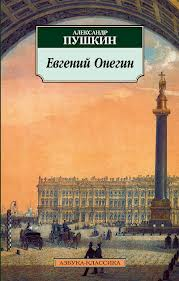 АЛЕКСАНДР
ПУШКИН
Евгений Онегин
АЗБУКА-КЛАССИКА